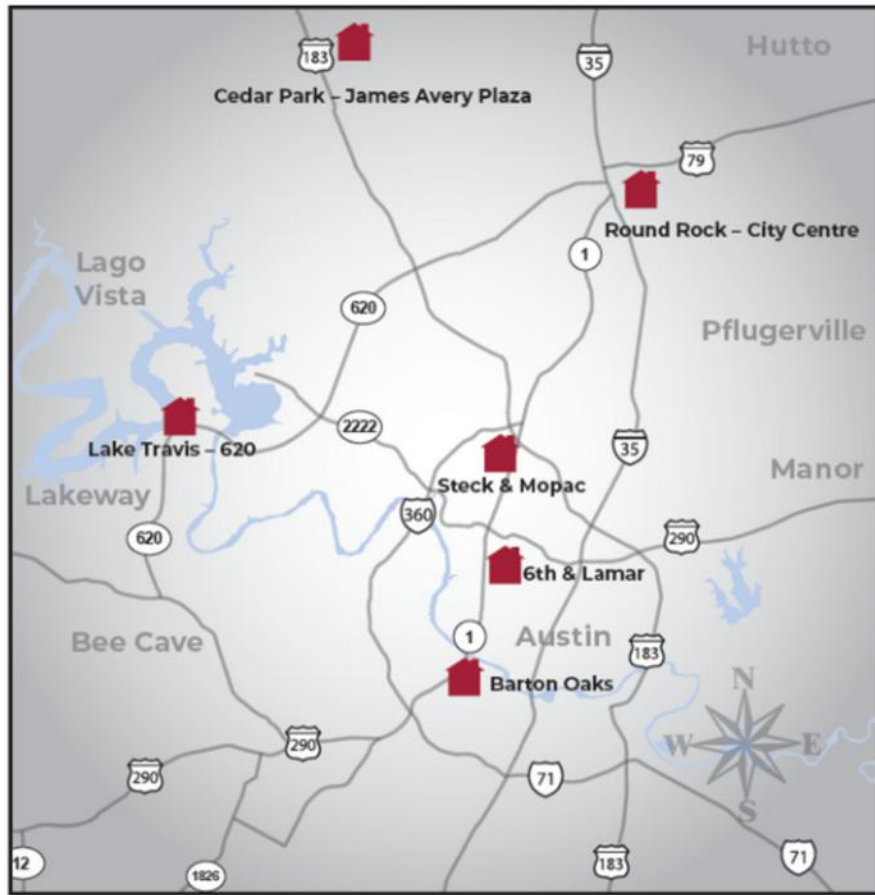 Hutto
183
35
Cedar Park – James Avery Plaza
79
Round Rock – City Centre
1
Lago
Vista
620
Pflugerville
2222
35
Lake Travis – 620
Manor
Steck & Mopac
Lakeway
360
620
290
6th & Lamar
1
Austin
Bee Cave
183
Barton Oaks
N
W E
S
290
290
71
12
1826
183
71